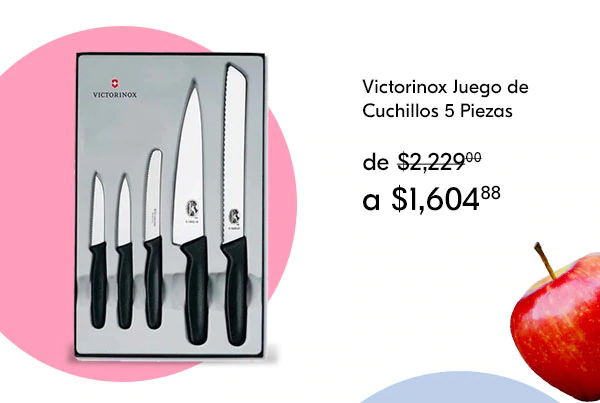 VICTORINOX
Victorinox Juego de
Cuchillos 5 Piezas
de $2,229⁰⁰
a $1,604⁸⁸